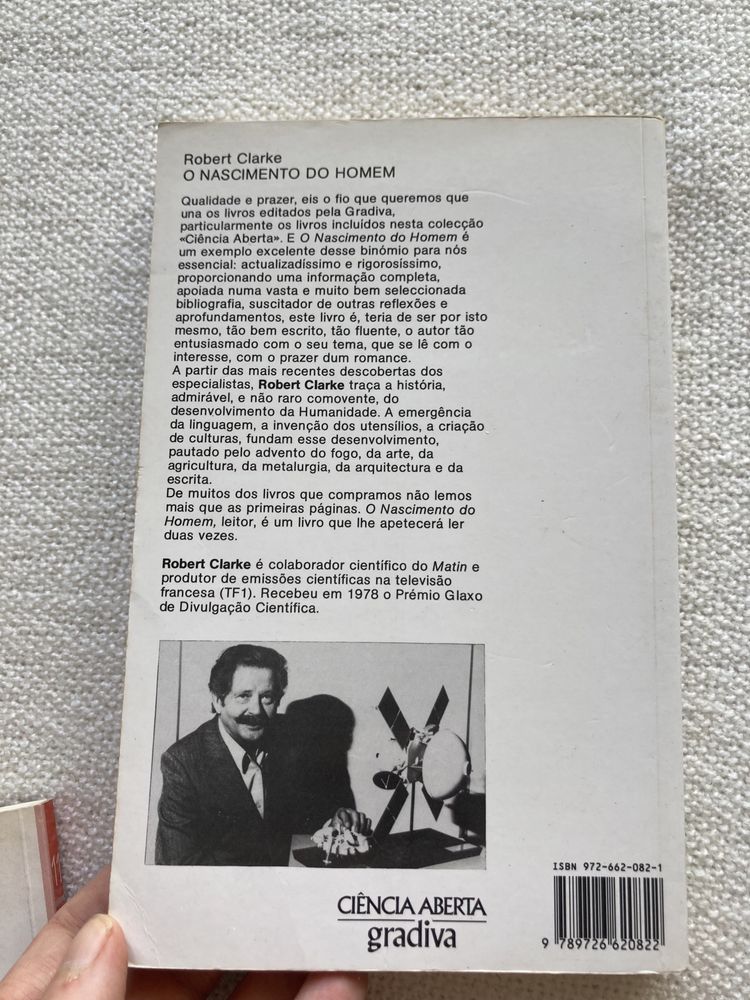 Robert Clarke
O NASCIMENTO DO HOMEM
Qualidade e prazer, eis o fio que queremos que
una os livros editados pela Gradiva,
particularmente os livros incluídos nesta colecção
«Ciência Aberta». E O Nascimento do Homem é
um exemplo excelente desse binómio para nós
essencial: actualizadíssimo e rigorosíssimo,
proporcionando uma informação completa,
apoiada numa vasta e muito bem seleccionada
bibliografia, suscitador de outras reflexões e
aprofundamentos, este livro é, teria de ser por isto
mesmo, tão bem escrito, tão fluente, o autor tão
entusiasmado com o seu tema, que se lê com o
interesse, com o prazer dum romance.
A partir das mais recentes descobertas dos
especialistas, Robert Clarke traça a história,
admirável, e não raro comovente, do
desenvolvimento da Humanidade. A emergência
da linguagem, a invenção dos utensílios, a criação
de culturas, fundam esse desenvolvimento,
pautado pelo advento do fogo, da arte, da
agricultura, da metalurgia, da arquitectura e da
escrita.
De muitos dos livros que compramos não lemos
mais que as primeiras páginas. O Nascimento do
Homem, leitor, é um livro que lhe apetecerá ler
duas vezes.
Robert Clarke é colaborador científico do Matin e
produtor de emissões científicas na televisão
francesa (TF1). Recebeu em 1978 o Prémio Glaxo
de Divulgação Científica.
ISBN 972-662-082-1
9 789726 620822
CIÊNCIA ABERTA
gradiva